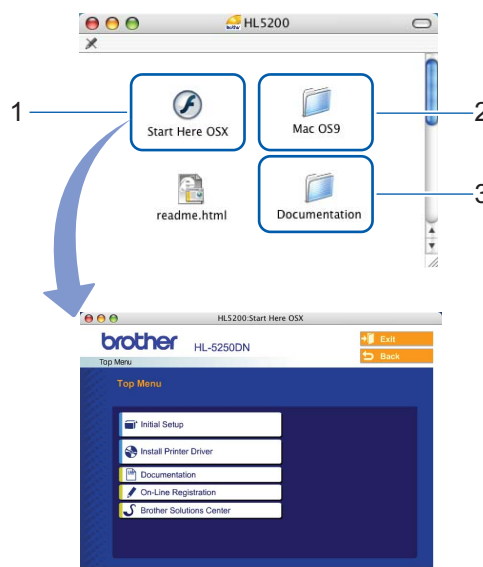 HL5200
1
Start Here OSX
Mac OS9
2
readme.html
Documentation
3
HL5200:Start Here OSX
brother HL-5250DN
Exit
Back
Top Menu
Top Menu
Initial Setup
Install Printer Driver
Documentation
On-Line Registration
Brother Solutions Center